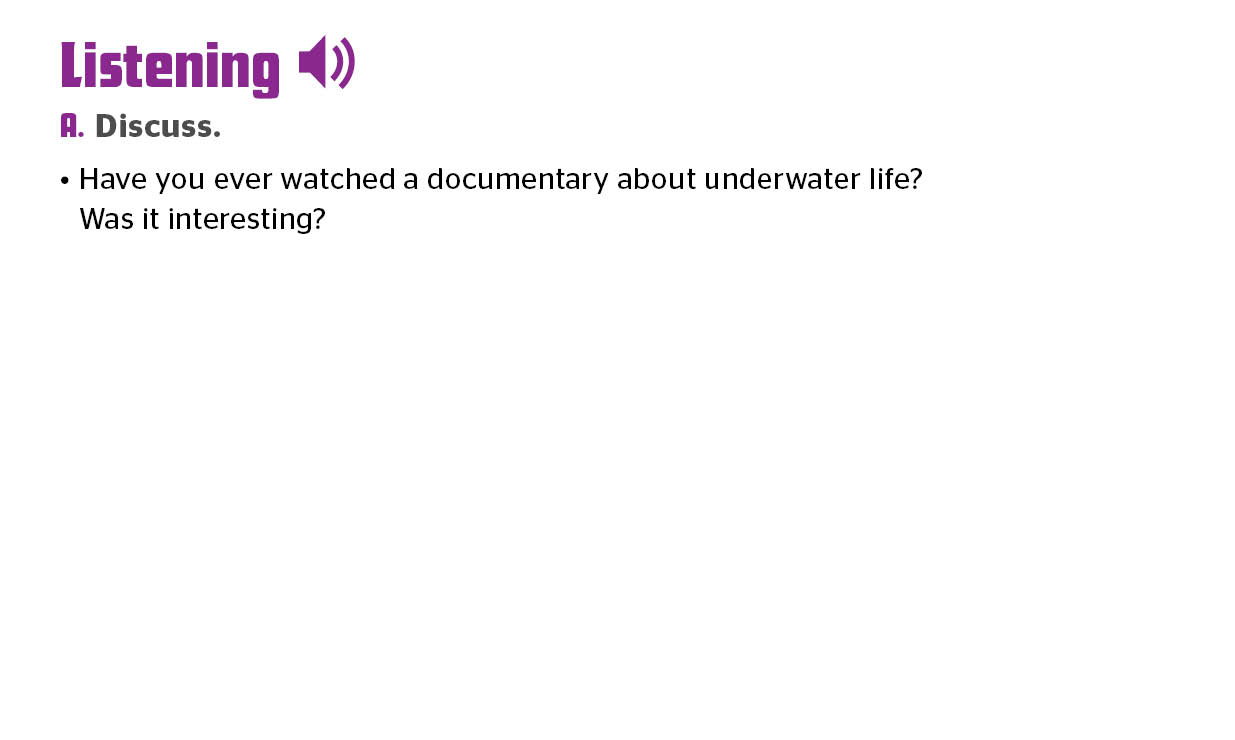 Listening
A. Discuss.
• Have you ever watched a documentary about underwater life?
Was it interesting?